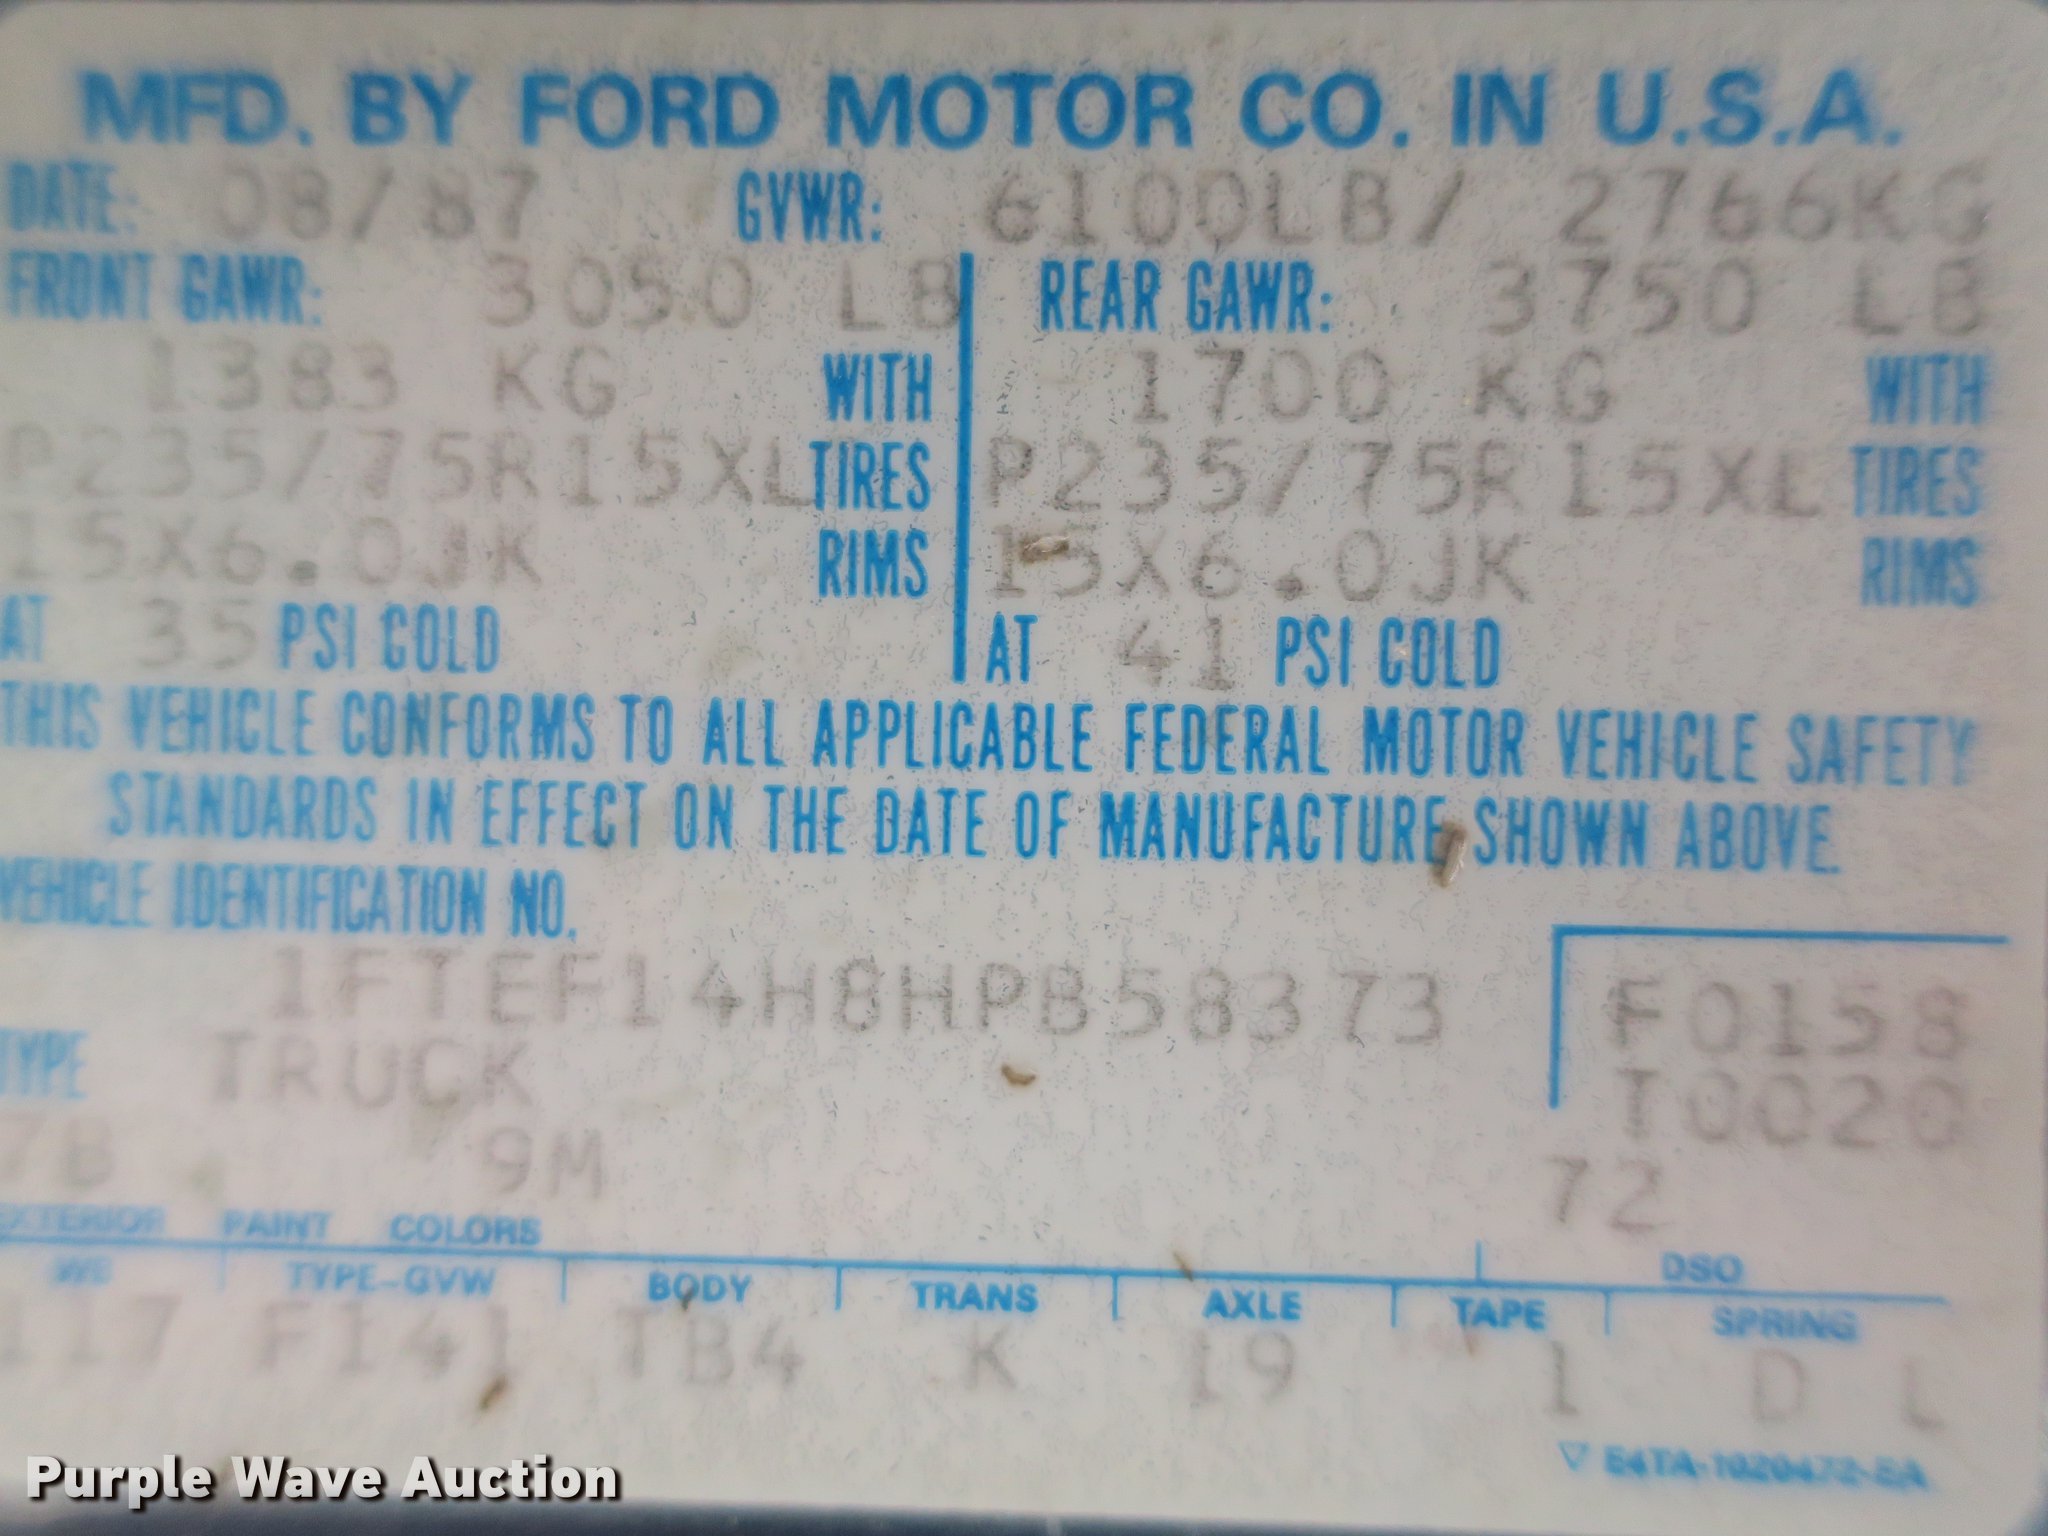 MFD. BY FORD MOTOR CO. IN U.S.A.
DATE: 08/87 GVWR: 6100LB/ 2766KG
FRONT GAWR: 3050 LB REAR GAWR: 3750 LB
1383 KG WITH 1700 KG WITH
P235/75R15XL TIRES P235/75R15XL TIRES
15X6.0JK RIMS 15X6.0JK RIMS
AT 35 PSI COLD AT 41 PSI COLD
THIS VEHICLE CONFORMS TO ALL APPLICABLE FEDERAL MOTOR VEHICLE SAFETY
STANDARDS IN EFFECT ON THE DATE OF MANUFACTURE SHOWN ABOVE.
VEHICLE IDENTIFICATION NO.
1FTEF14H8HPB58373 F0158
TYPE TRUCK T0020
7B 9M 72
EXTERIOR PAINT COLORS DSO
WB TYPE-GVW BODY TRANS AXLE TAPE SPRING
117 F141 TB4 K 19 1 D L
Purple Wave Auction